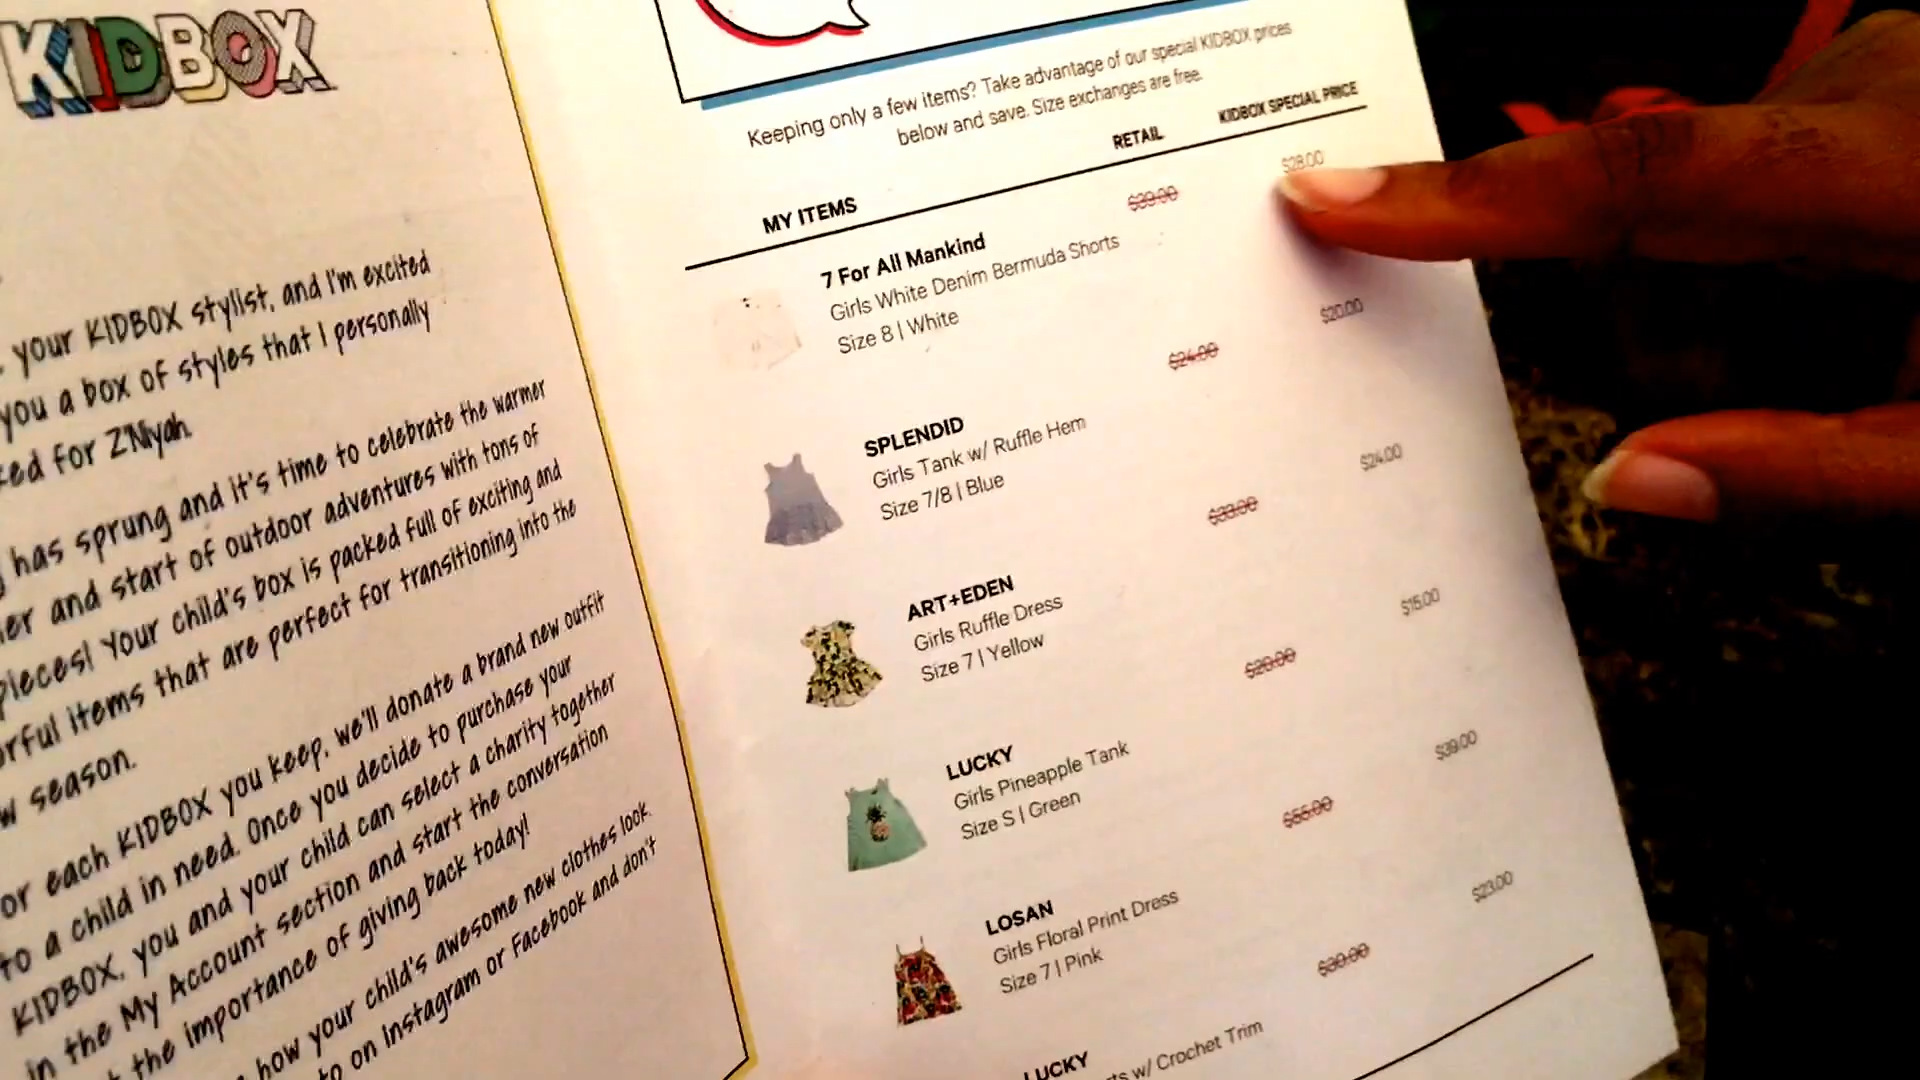 KIDBOX
your KIDBOX stylist, and I'm excited
you a box of styles that I personally
for Z'Niyah.
has sprung and it's time to celebrate the warmer
and start of outdoor adventures with tons of
pieces! Your child's box is packed full of exciting and
items that are perfect for transitioning into the
season.
or each KIDBOX you keep, we'll donate a brand new outfit
to a child in need. Once you decide to purchase your
KIDBOX, you and your child can select a charity together
in the My Account section and start the conversation
the importance of giving back today!
how your child's awesome new clothes look.
on Instagram or Facebook and don't
Keeping only a few items? Take advantage of our special KIDBOX prices
below and save. Size exchanges are free.
MY ITEMS RETAIL KIDBOX SPECIAL PRICE
7 For All Mankind $39.00 $28.00
Girls White Denim Bermuda Shorts
Size 8 | White
SPLENDID $24.00 $20.00
Girls Tank w/ Ruffle Hem
Size 7/8 | Blue
ART+EDEN $33.00 $24.00
Girls Ruffle Dress
Size 7 | Yellow
LUCKY $20.00 $15.00
Girls Pineapple Tank
Size S | Green
LOSAN $55.00 $39.00
Girls Floral Print Dress
Size 7 | Pink
LUCKY $30.00 $23.00
w/ Crochet Trim